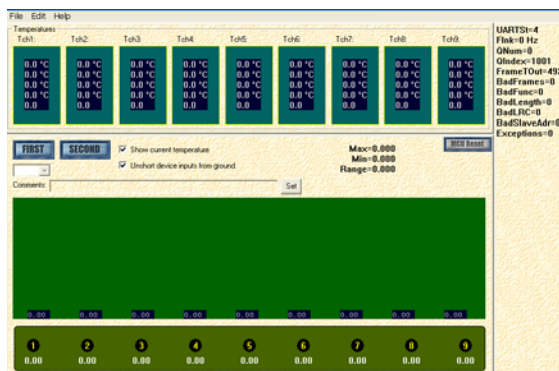 File Edit Help
Temperatures
Tch1: Tch2: Tch3: Tch4: Tch5: Tch6: Tch7: Tch8: Tch9:
0.0 °C 0.0 °C 0.0 °C 0.0 °C 0.0 °C 0.0 °C 0.0 °C 0.0 °C 0.0 °C
0.0 °C 0.0 °C 0.0 °C 0.0 °C 0.0 °C 0.0 °C 0.0 °C 0.0 °C 0.0 °C
0.0 °C 0.0 °C 0.0 °C 0.0 °C 0.0 °C 0.0 °C 0.0 °C 0.0 °C 0.0 °C
0.0 °C 0.0 °C 0.0 °C 0.0 °C 0.0 °C 0.0 °C 0.0 °C 0.0 °C 0.0 °C
0.0 0.0 0.0 0.0 0.0 0.0 0.0 0.0 0.0
UARTSt=4
Flnk=0 Hz
QNum=0
QIndex=1001
FrameTOut=492
BadFrames=0
BadFunc=0
BadLength=0
BadLRC=0
BadSlaveAdr=0
Exceptions=0
FIRST SECOND
Show current temperature
Unshort device inputs from ground
Max=0.000
Min=0.000
Range=0.000
MCU Reset
Comments: Set
0.00 0.00 0.00 0.00 0.00 0.00 0.00 0.00 0.00
1 2 3 4 5 6 7 8 9
0.00 0.00 0.00 0.00 0.00 0.00 0.00 0.00 0.00